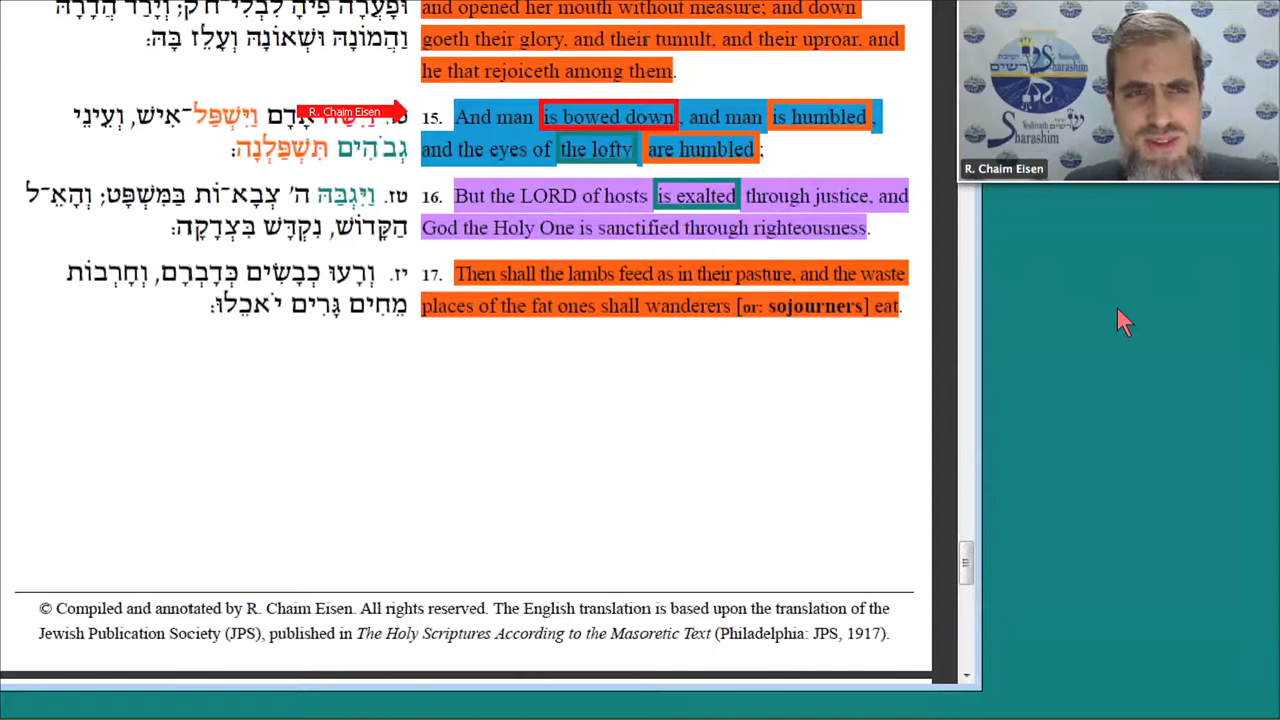 וּפָעֲרָה פִיהָ לִבְלִי־חֹק; וְיָרַד הֲדָרָהּ
וַהֲמוֹנָהּ וּשְׁאוֹנָהּ וְעָלֵז בָּהּ:
and opened her mouth without measure; and down
goeth their glory, and their tumult, and their uproar, and
he that rejoiceth among them.
אָדָם וַיִּשְׁפַּל־אִישׁ, וְעֵינֵי
גְבֹהִים תִּשְׁפַּלְנָה:
R. Chaim Eisen
15. And man is bowed down, and man is humbled,
and the eyes of the lofty are humbled;
טז. וַיִּגְבַּהּ ה' צְבָא־וֹת בַּמִּשְׁפָּט; וְהָאֵ־ל
הַקָּדוֹשׁ, נִקְדָּשׁ בִּצְדָקָה:
16. But the LORD of hosts is exalted through justice, and
God the Holy One is sanctified through righteousness.
יז. וְרָעוּ כְבָשִׂים כְּדָבְרָם, וְחָרְבוֹת
מֵחִים גָּרִים יֹאכֵלוּ:
17. Then shall the lambs feed as in their pasture, and the waste
places of the fat ones shall wanderers [or: sojourners] eat.
© Compiled and annotated by R. Chaim Eisen. All rights reserved. The English translation is based upon the translation of the
Jewish Publication Society (JPS), published in The Holy Scriptures According to the Masoretic Text (Philadelphia: JPS, 1917).
Sharashim
Yeshivath
Sharashim
R. Chaim Eisen